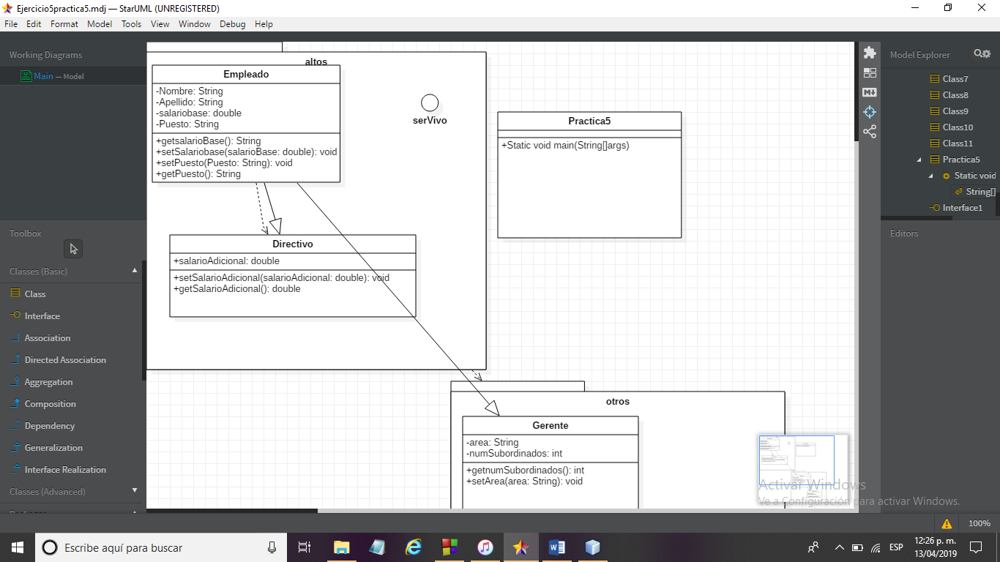 Ejercicio5practica5.mdj — StarUML (UNREGISTERED)
File Edit Format Model Tools View Window Debug Help
Working Diagrams
Main — Model
Toolbox
Classes (Basic)
Class
Interface
Association
Directed Association
Aggregation
Composition
Dependency
Generalization
Interface Realization
Classes (Advanced)
altos
Empleado
-Nombre: String
-Apellido: String
-salariobase: double
-Puesto: String
+getsalarioBase(): String
+setSalariobase(salarioBase: double): void
+setPuesto(Puesto: String): void
+getPuesto(): String
serVivo
Practica5
+Static void main(String[]args)
Directivo
+salarioAdicional: double
+setSalarioAdicional(salarioAdicional: double): void
+getSalarioAdicional(): double
otros
Gerente
-area: String
-numSubordinados: int
+getnumSubordinados(): int
+setArea(area: String): void
Model Explorer
Class7
Class8
Class9
Class10
Class11
Practica5
Static void
String[]
Interface1
Editors
Activar Windows
Ve a Configuración para activar Windows.
100%
Escribe aquí para buscar
ESP
12:26 p. m.
13/04/2019